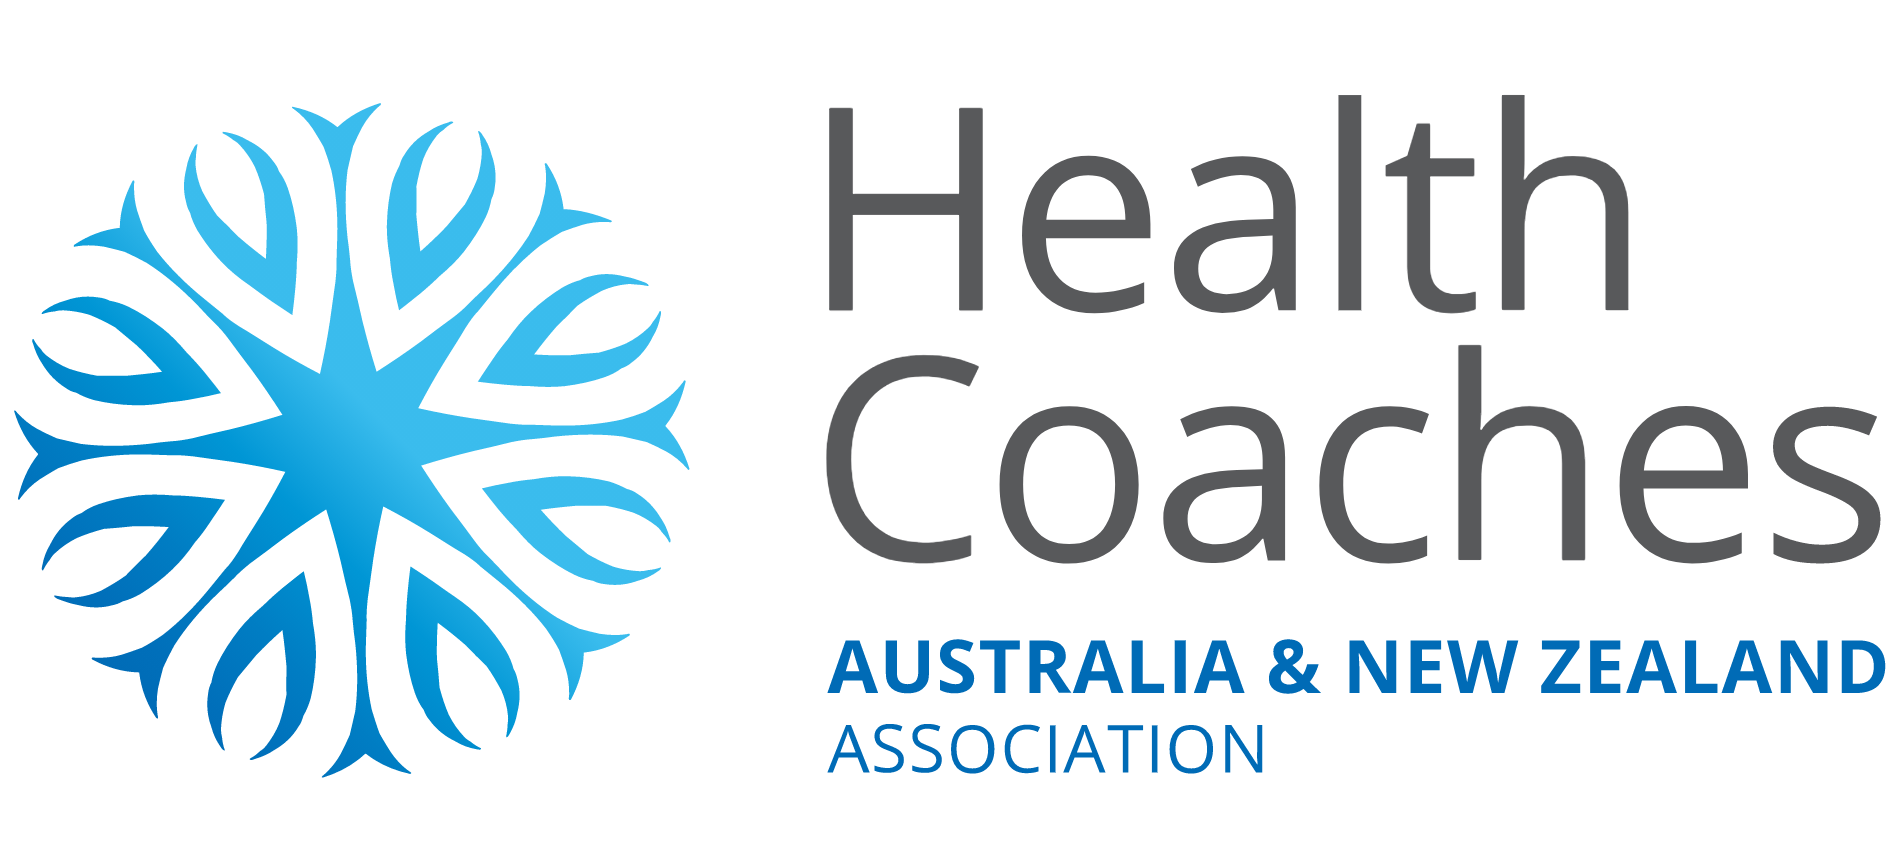 Health
Coaches
AUSTRALIA & NEW ZEALAND
ASSOCIATION